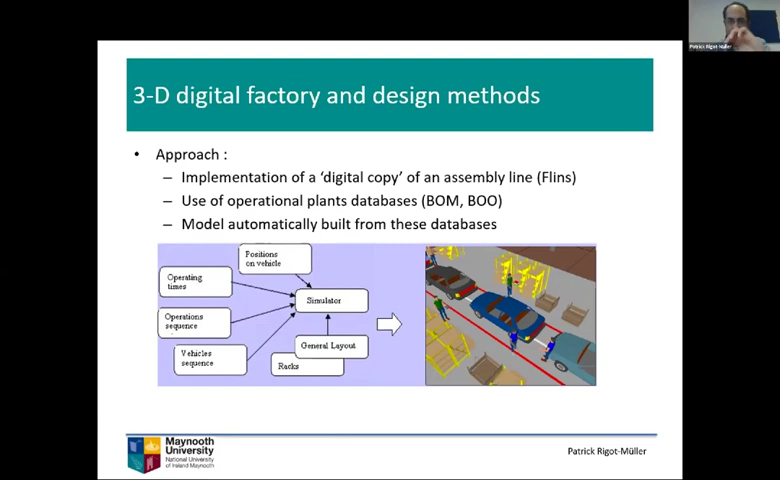 Patrick Rigot-Müller
3-D digital factory and design methods
• Approach :
– Implementation of a ‘digital copy’ of an assembly line (Flins)
– Use of operational plants databases (BOM, BOO)
– Model automatically built from these databases
Positions
on vehicle
Operating
times
Simulator
Operations
sequence
General Layout
Vehicles
sequence
Racks
Maynooth
University
National University
of Ireland Maynooth
Patrick Rigot-Müller